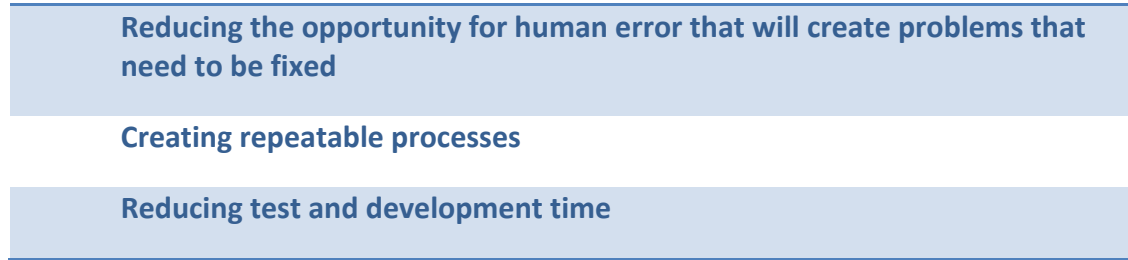 Reducing the opportunity for human error that will create problems that
need to be fixed
Creating repeatable processes
Reducing test and development time